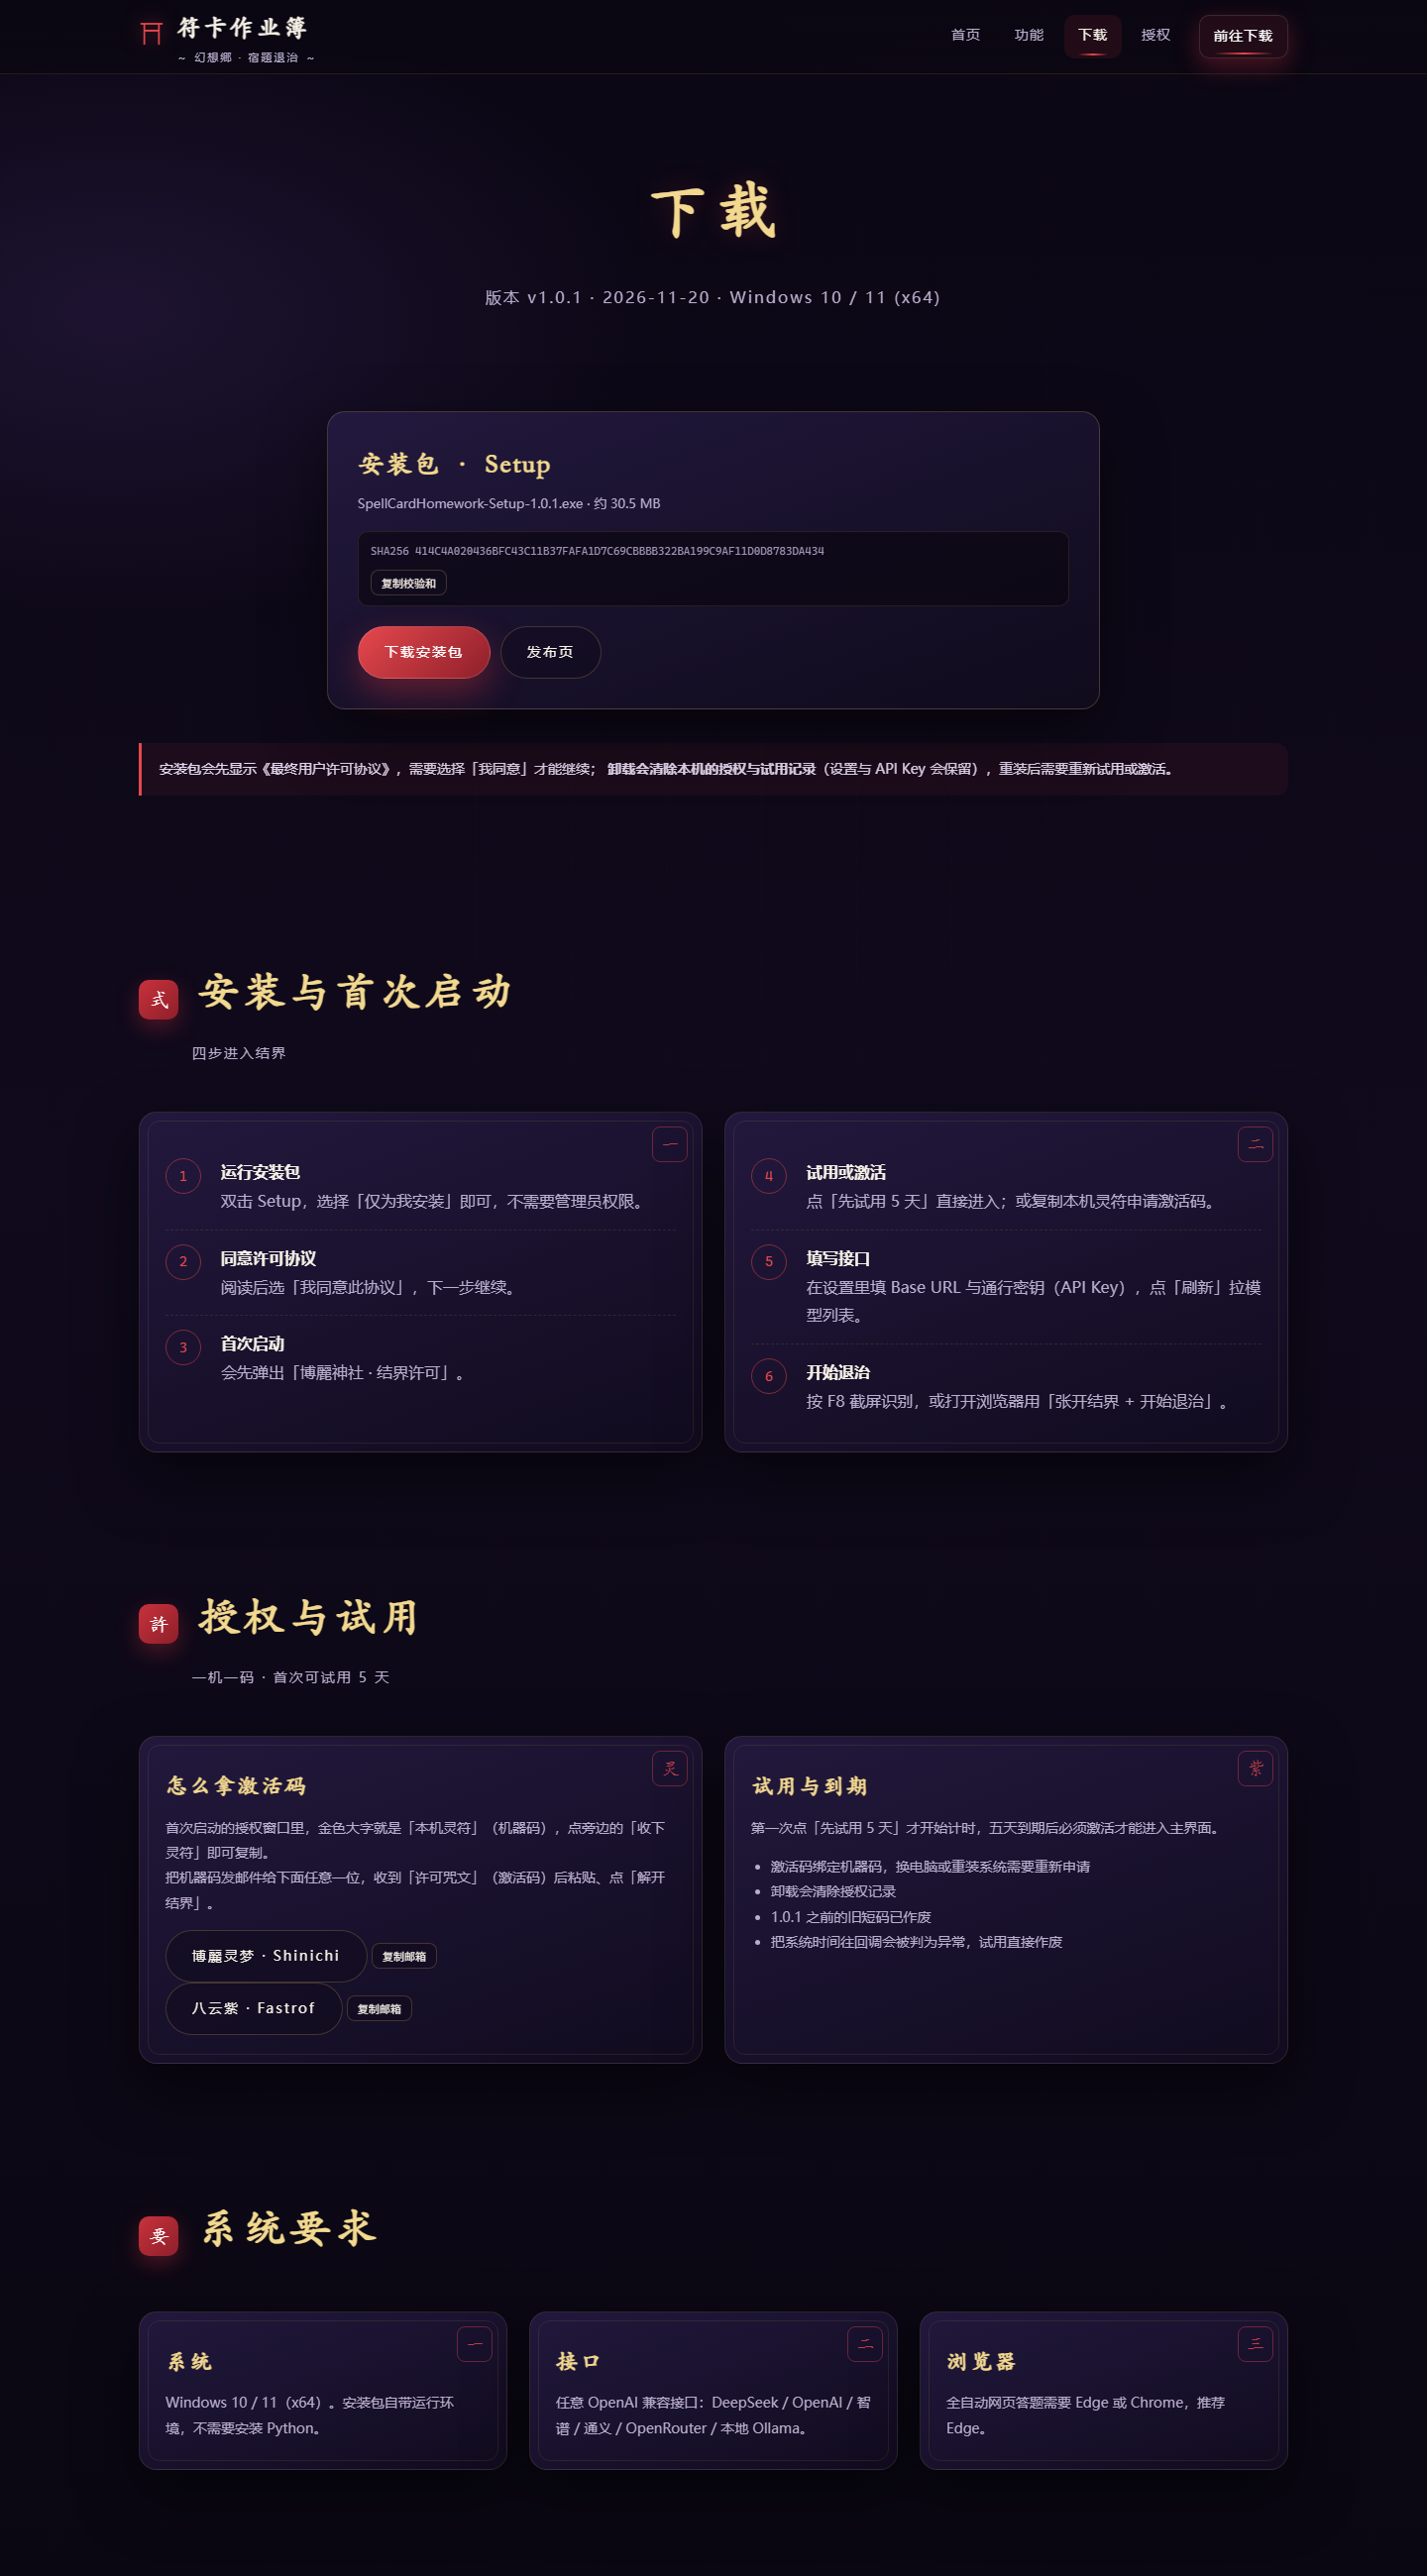 符卡作业簿
~ 幻想鄉 · 宿題退治 ~
首页 功能 下载 授权 前往下载
下载
版本 v1.0.1 · 2026-11-20 · Windows 10 / 11 (x64)
安装包 · Setup
SpellCardHomework-Setup-1.0.1.exe · 约 30.5 MB
SHA256 414C4A020436BFC43C11B37FAFA1D7C69CBBBB322BA199C9AF11D0D8783DA434
复制校验和
下载安装包 发布页
安装包会先显示《最终用户许可协议》，需要选择「我同意」才能继续；卸载会清除本机的授权与试用记录（设置与 API Key 会保留），重装后需要重新试用或激活。
式 安装与首次启动
四步进入结界
一
1 运行安装包
双击 Setup，选择「仅为我安装」即可，不需要管理员权限。
2 同意许可协议
阅读后选「我同意此协议」，下一步继续。
3 首次启动
会先弹出「博麗神社 · 结界许可」。
二
4 试用或激活
点「先试用 5 天」直接进入；或复制本机灵符申请激活码。
5 填写接口
在设置里填 Base URL 与通行密钥（API Key），点「刷新」拉模
型列表。
6 开始退治
按 F8 截屏识别，或打开浏览器用「张开结界 + 开始退治」。
許 授权与试用
一机一码 · 首次可试用 5 天
灵
怎么拿激活码
首次启动的授权窗口里，金色大字就是「本机灵符」（机器码），点旁边的「收下
灵符」即可复制。
把机器码发邮件给下面任意一位，收到「许可咒文」（激活码）后粘贴、点「解开
结界」。
博麗灵梦 · Shinichi 复制邮箱
八云紫 · Fastrof 复制邮箱
紫
试用与到期
第一次点「先试用 5 天」才开始计时，五天到期后必须激活才能进入主界面。
• 激活码绑定机器码，换电脑或重装系统需要重新申请
• 卸载会清除授权记录
• 1.0.1 之前的旧短码已作废
• 把系统时间往回调会被判为异常，试用直接作废
要 系统要求
一
系统
Windows 10 / 11（x64）。安装包自带运行环
境，不需要安装 Python。
二
接口
任意 OpenAI 兼容接口：DeepSeek / OpenAI / 智
谱 / 通义 / OpenRouter / 本地 Ollama。
三
浏览器
全自动网页答题需要 Edge 或 Chrome，推荐
Edge。